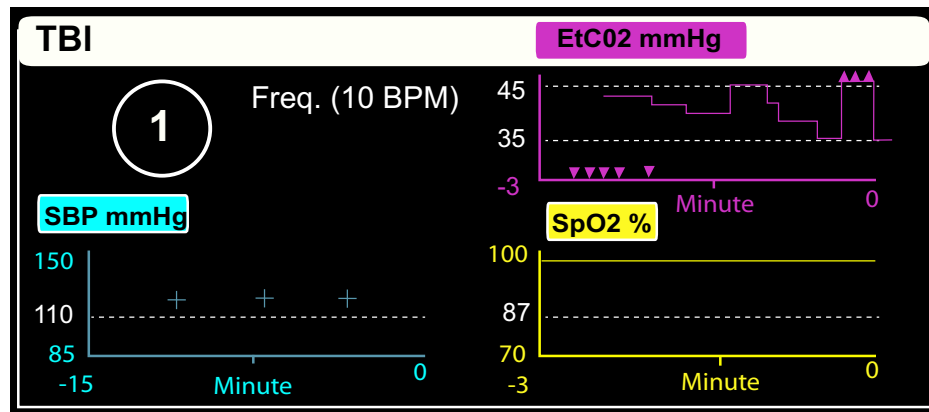 TBI
EtC02 mmHg
1
Freq. (10 BPM)
45
35
-3
Minute
0
SBP mmHg
150
110
85
-15
Minute
0
SpO2 %
100
87
70
-3
Minute
0